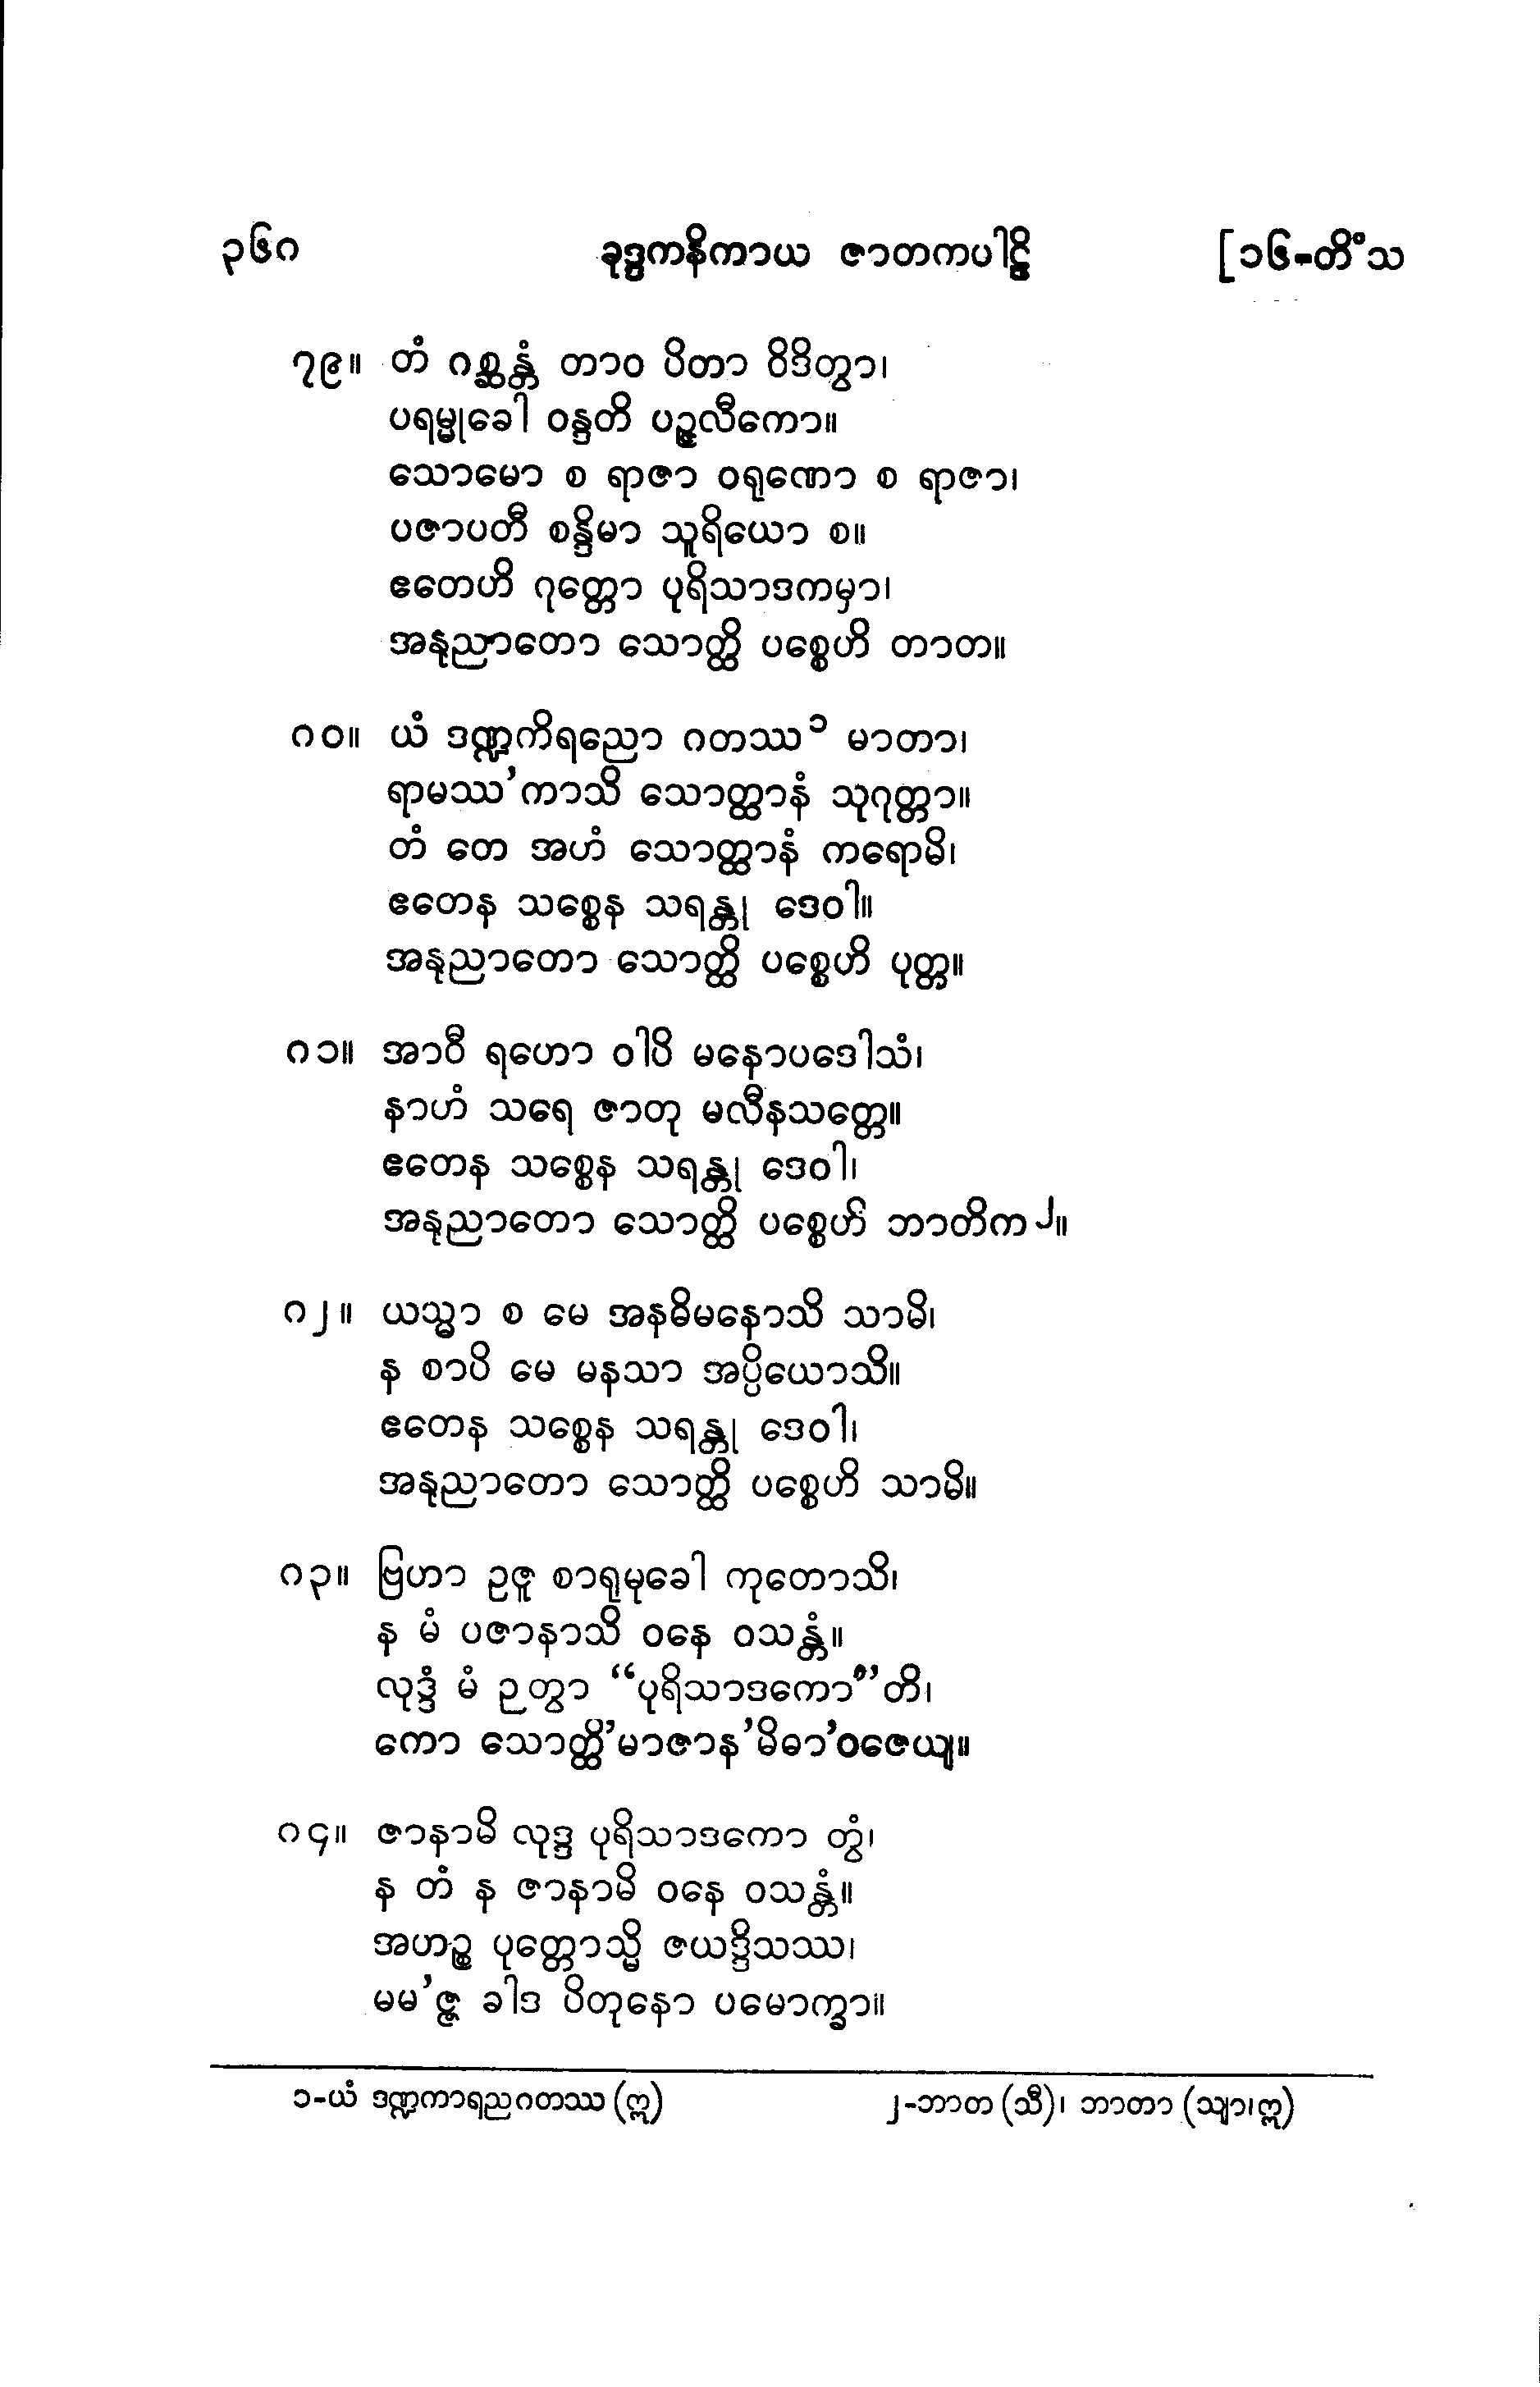 ၃၆၈ ခုဒ္ဒကနိကာယ ဇာတကပါဠိ [၁၆-တိံသ
၇၉။ တံ ဂစ္ဆန္တံ တာဝ ပိတာ ဝိဒိတွာ၊
ပရမ္မုခေါ ဝန္ဒတိ ပဉ္ဇလီကော။
သောမော စ ရာဇာ ဝရုဏော စ ရာဇာ၊
ပဇာပတီ စန္ဒိမာ သူရိယော စ။
ဧတေဟိ ဂုတ္တော ပုရိသာဒကမှာ၊
အနုညာတော သောတ္ထိ ပစ္စေဟိ တာတ။
၈၀။ ယံ ဒဏ္ဍကိရညော ဂတဿ ၁ မာတာ၊
ရာမဿ’ကာသိ သောတ္ထာနံ သုဂုတ္တာ။
တံ တေ အဟံ သောတ္ထာနံ ကရောမိ၊
ဧတေန သစ္စေန သရန္တု ဒေဝါ။
အနုညာတော သောတ္ထိ ပစ္စေဟိ ပုတ္တ။
၈၁။ အာဝီ ရဟော ဝါပိ မနောပဒေါသံ၊
နာဟံ သရေ ဇာတု မလီနသတ္တေ။
ဧတေန သစ္စေန သရန္တု ဒေဝါ၊
အနုညာတော သောတ္ထိ ပစ္စေဟိ ဘာတိက ၂။
၈၂။ ယသ္မာ စ မေ အနဓိမနောသိ သာမိ၊
န စာပိ မေ မနသာ အပ္ပိယောသိ။
ဧတေန သစ္စေန သရန္တု ဒေဝါ၊
အနုညာတော သောတ္ထိ ပစ္စေဟိ သာမိ။
၈၃။ ဗြဟာ ဥဇူ စာရုမုခေါ ကုတောသိ၊
န မံ ပဇာနာသိ ဝနေ ဝသန္တံ။
လုဒ္ဒံ မံ ဉတွာ “ပုရိသာဒကော”’တိ၊
ကော သောတ္ထိ’မာဇာန’မိဓာ’ဝဇေယျ။
၈၄။ ဇာနာမိ လုဒ္ဒ ပုရိသာဒကော တွံ၊
န တံ န ဇာနာမိ ဝနေ ဝသန္တံ။
အဟဉ္စ ပုတ္တောသ္မိ ဇယဒ္ဒိသဿ၊
မမ’ဇ္ဇ ခါဒ ပိတုနော ပမောက္ခာ။
၁-ယံ ဒဏ္ဍကာရညဂတဿ (ဣ) ၂-ဘာတ (သီ)၊ ဘာတာ (သျာ၊ဣ)